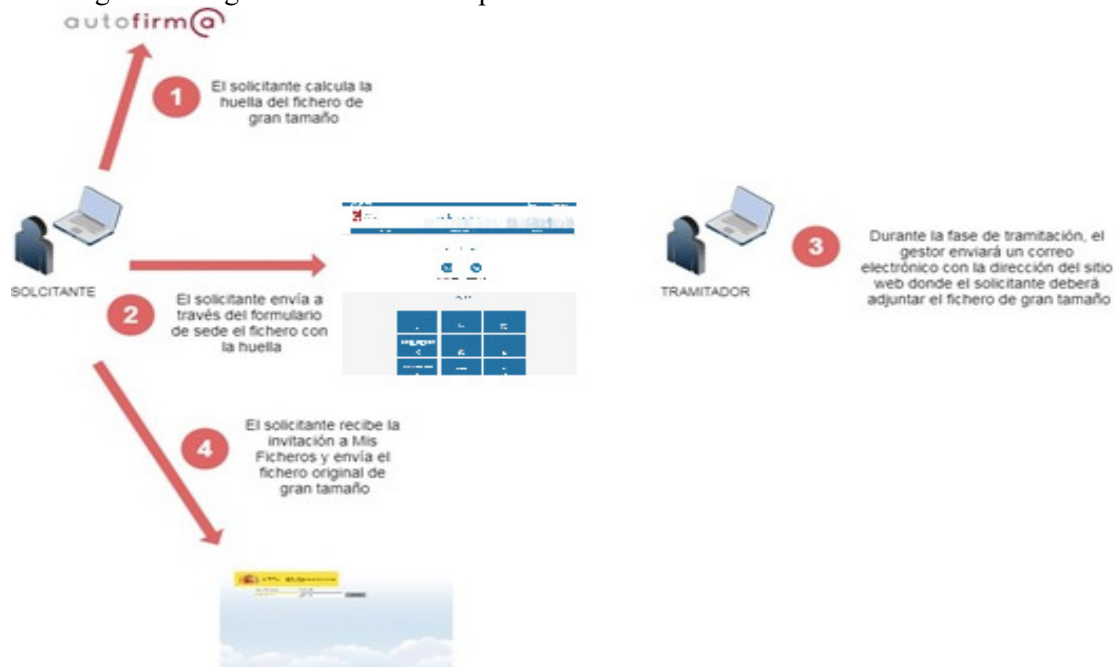 autofirm@
1
El solicitante calcula la
huella del fichero de
gran tamaño
SOLCITANTE
2
El solicitante envía a
través del formulario
de sede el fichero con
la huella
TRAMITADOR
3
Durante la fase de tramitación, el
gestor enviará un correo
electrónico con la dirección del sitio
web donde el solicitante deberá
adjuntar el fichero de gran tamaño
4
El solicitante recibe la
invitación a Mis
Ficheros y envía el
fichero original de
gran tamaño